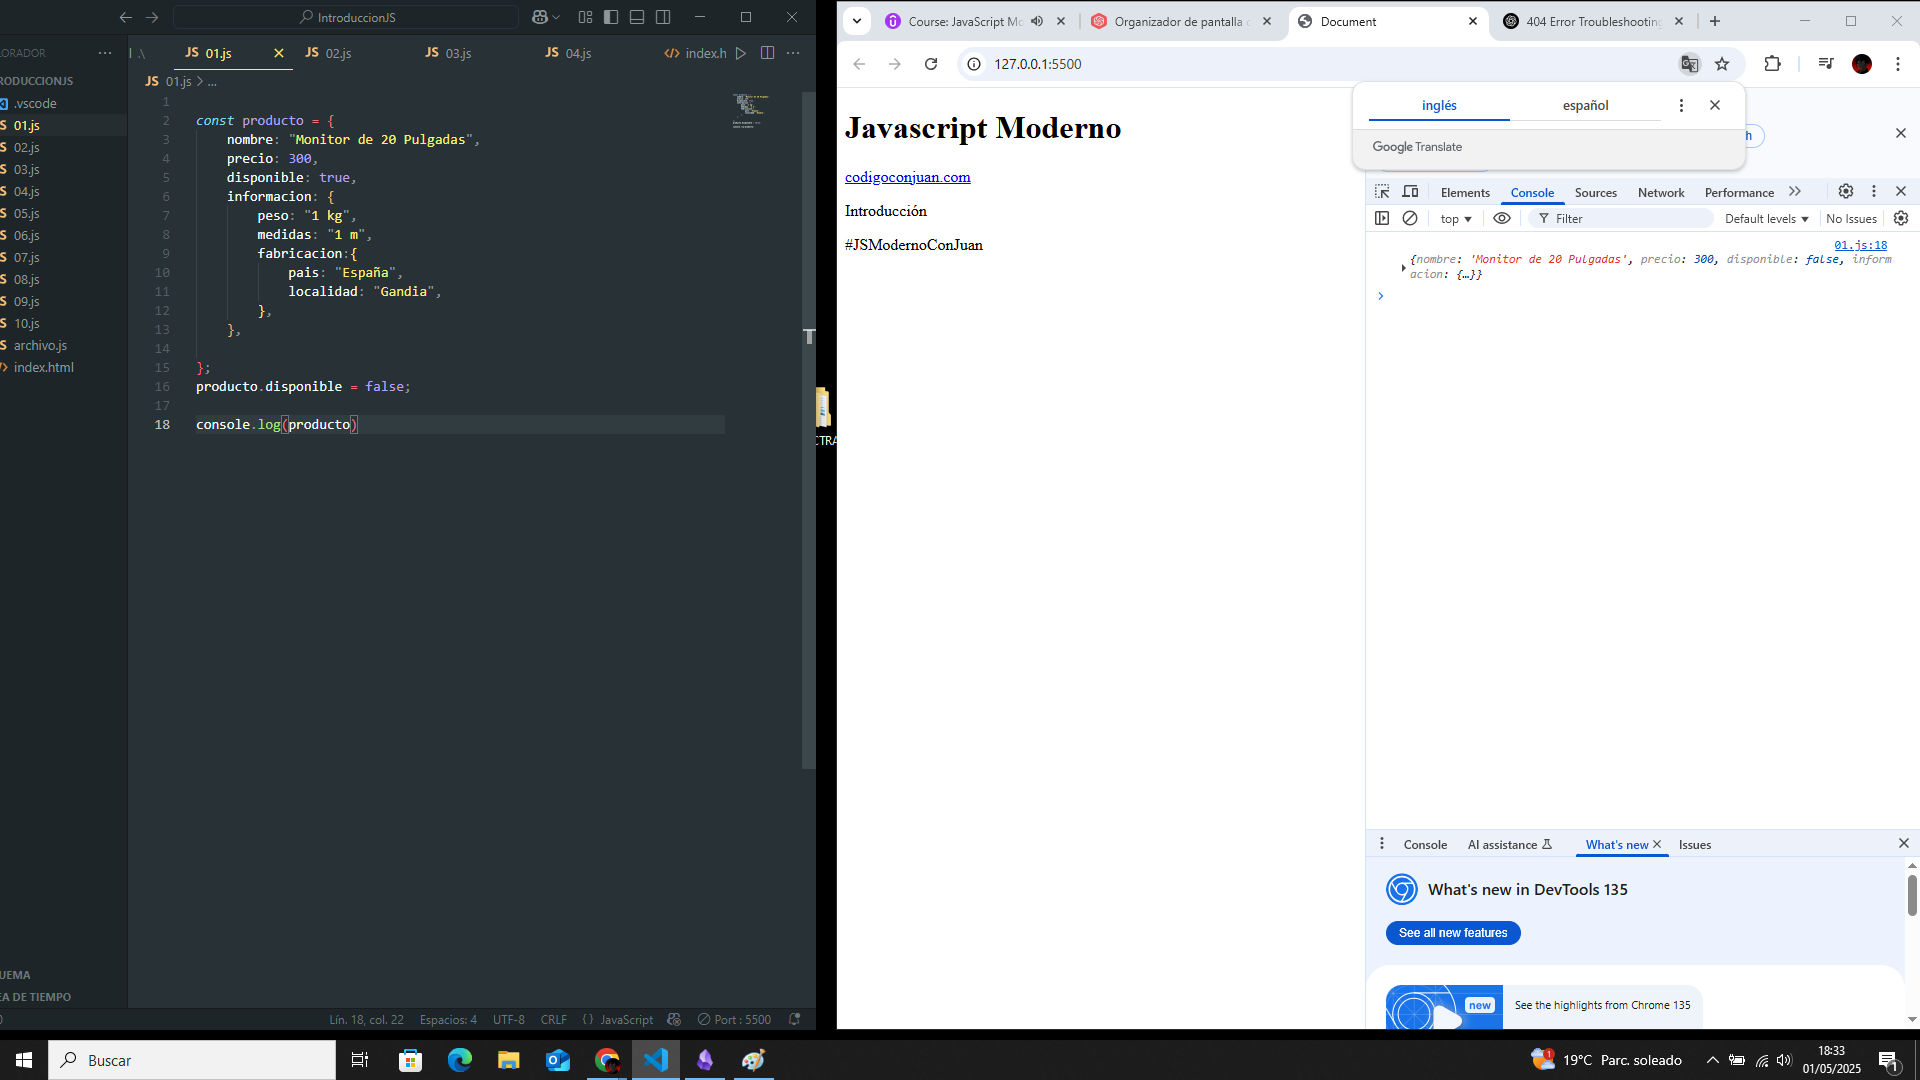 IntroduccionJS
LORADOR
RODUCCIONJS
.vscode
01.js
02.js
03.js
04.js
05.js
06.js
07.js
08.js
09.js
10.js
archivo.js
index.html
UEMA
EA DE TIEMPO
JS 01.js
JS 02.js
JS 03.js
JS 04.js
index.h
JS 01.js > ...
1
2 const producto = {
3 nombre: "Monitor de 20 Pulgadas",
4 precio: 300,
5 disponible: true,
6 informacion: {
7 peso: "1 kg",
8 medidas: "1 m",
9 fabricacion:{
10 pais: "España",
11 localidad: "Gandia",
12 },
13 },
14
15 };
16 producto.disponible = false;
17
18 console.log(producto)
Lín. 18, col. 22 Espacios: 4 UTF-8 CRLF { } JavaScript Port : 5500
CTRA
Course: JavaScript Mo
Organizador de pantalla
Document
404 Error Troubleshooting
127.0.0.1:5500
inglés español
Google Translate
Javascript Moderno
codigoconjuan.com
Introducción
#JSModernoConJuan
Elements Console Sources Network Performance
top Filter Default levels No Issues
01.js:18
{nombre: 'Monitor de 20 Pulgadas', precio: 300, disponible: false, inform
acion: {…}}
Console AI assistance What's new Issues
What's new in DevTools 135
See all new features
new
See the highlights from Chrome 135
Buscar
1
19°C Parc. soleado
18:33
01/05/2025
1